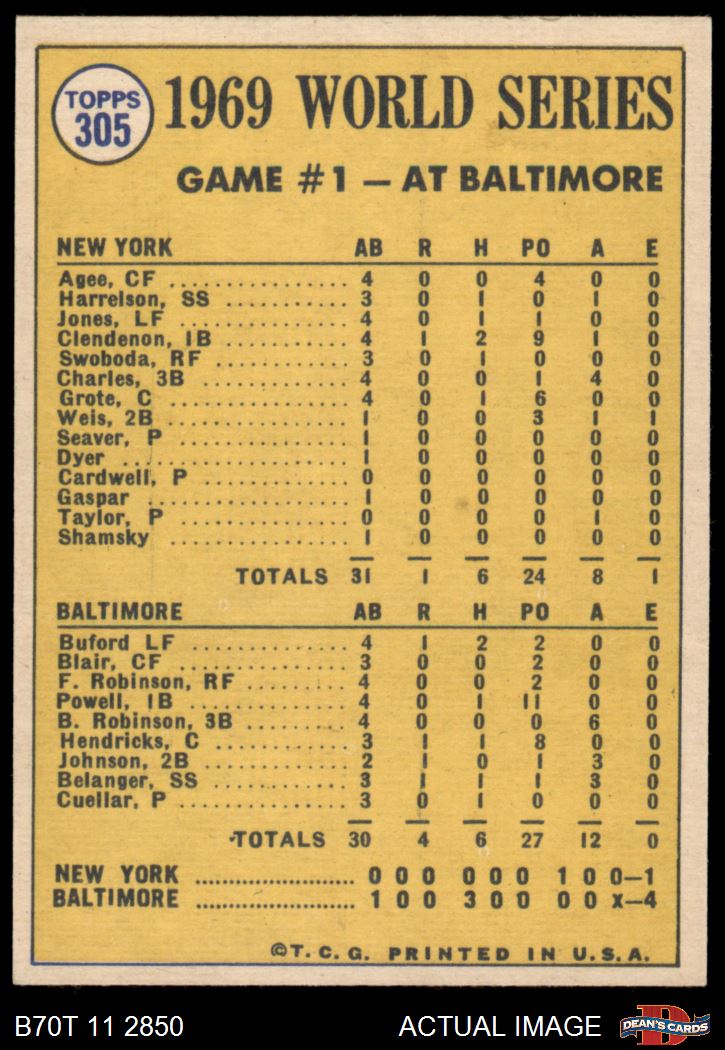 TOPPS
305
1969 WORLD SERIES
GAME #1 — AT BALTIMORE
NEW YORK AB R H PO A E
Agee, CF ................ 4 0 0 4 0 0
Harrelson, SS ........... 3 0 1 0 1 0
Jones, LF ............... 4 0 1 1 0 0
Clendenon, 1B ........... 4 1 2 9 1 0
Swoboda, RF ............. 3 0 1 0 0 0
Charles, 3B ............. 4 0 0 1 4 0
Grote, C ................ 4 0 1 6 0 0
Weis, 2B ................ 1 0 0 3 1 1
Seaver, P ............... 1 0 0 0 0 0
Dyer .................... 1 0 0 0 0 0
Cardwell, P ............. 0 0 0 0 0 0
Gaspar .................. 1 0 0 0 0 0
Taylor, P ............... 0 0 0 0 1 0
Shamsky ................. 1 0 0 0 0 0
TOTALS 31 1 6 24 8 1
BALTIMORE AB R H PO A E
Buford LF ............... 4 1 2 2 0 0
Blair, CF ............... 3 0 0 2 0 0
F. Robinson, RF ......... 4 0 0 2 0 0
Powell, 1B .............. 4 0 1 11 0 0
B. Robinson, 3B ......... 4 0 0 0 6 0
Hendricks, C ............ 3 1 1 8 0 0
Johnson, 2B ............. 2 1 0 1 3 0
Belanger, SS ............ 3 1 1 1 3 0
Cuellar, P .............. 3 0 1 0 0 0
TOTALS 30 4 6 27 12 0
NEW YORK ..................... 0 0 0 0 0 0 1 0 0—1
BALTIMORE ..................... 1 0 0 3 0 0 0 0 X—4
©T. C. G. PRINTED IN U. S. A.
B70T 11 2850 ACTUAL IMAGE
D
DEAN'S CARDS